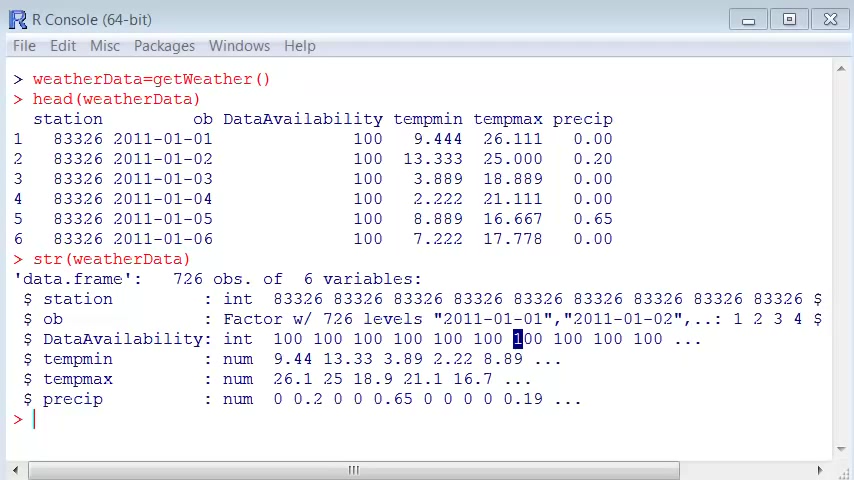 R Console (64-bit)
File Edit Misc Packages Windows Help
> weatherData=getWeather()
> head(weatherData)
  station         ob DataAvailability tempmin tempmax precip
1   83326 2011-01-01              100   9.444  26.111   0.00
2   83326 2011-01-02              100  13.333  25.000   0.20
3   83326 2011-01-03              100   3.889  18.889   0.00
4   83326 2011-01-04              100   2.222  21.111   0.00
5   83326 2011-01-05              100   8.889  16.667   0.65
6   83326 2011-01-06              100   7.222  17.778   0.00
> str(weatherData)
'data.frame':   726 obs. of  6 variables:
 $ station         : int  83326 83326 83326 83326 83326 83326 83326 83326 83326 $
 $ ob              : Factor w/ 726 levels "2011-01-01","2011-01-02",..: 1 2 3 4 $
 $ DataAvailability: int  100 100 100 100 100 100 100 100 100 100 ...
 $ tempmin         : num  9.44 13.33 3.89 2.22 8.89 ...
 $ tempmax         : num  26.1 25 18.9 21.1 16.7 ...
 $ precip          : num  0 0.2 0 0 0.65 0 0 0 0 0.19 ...
>